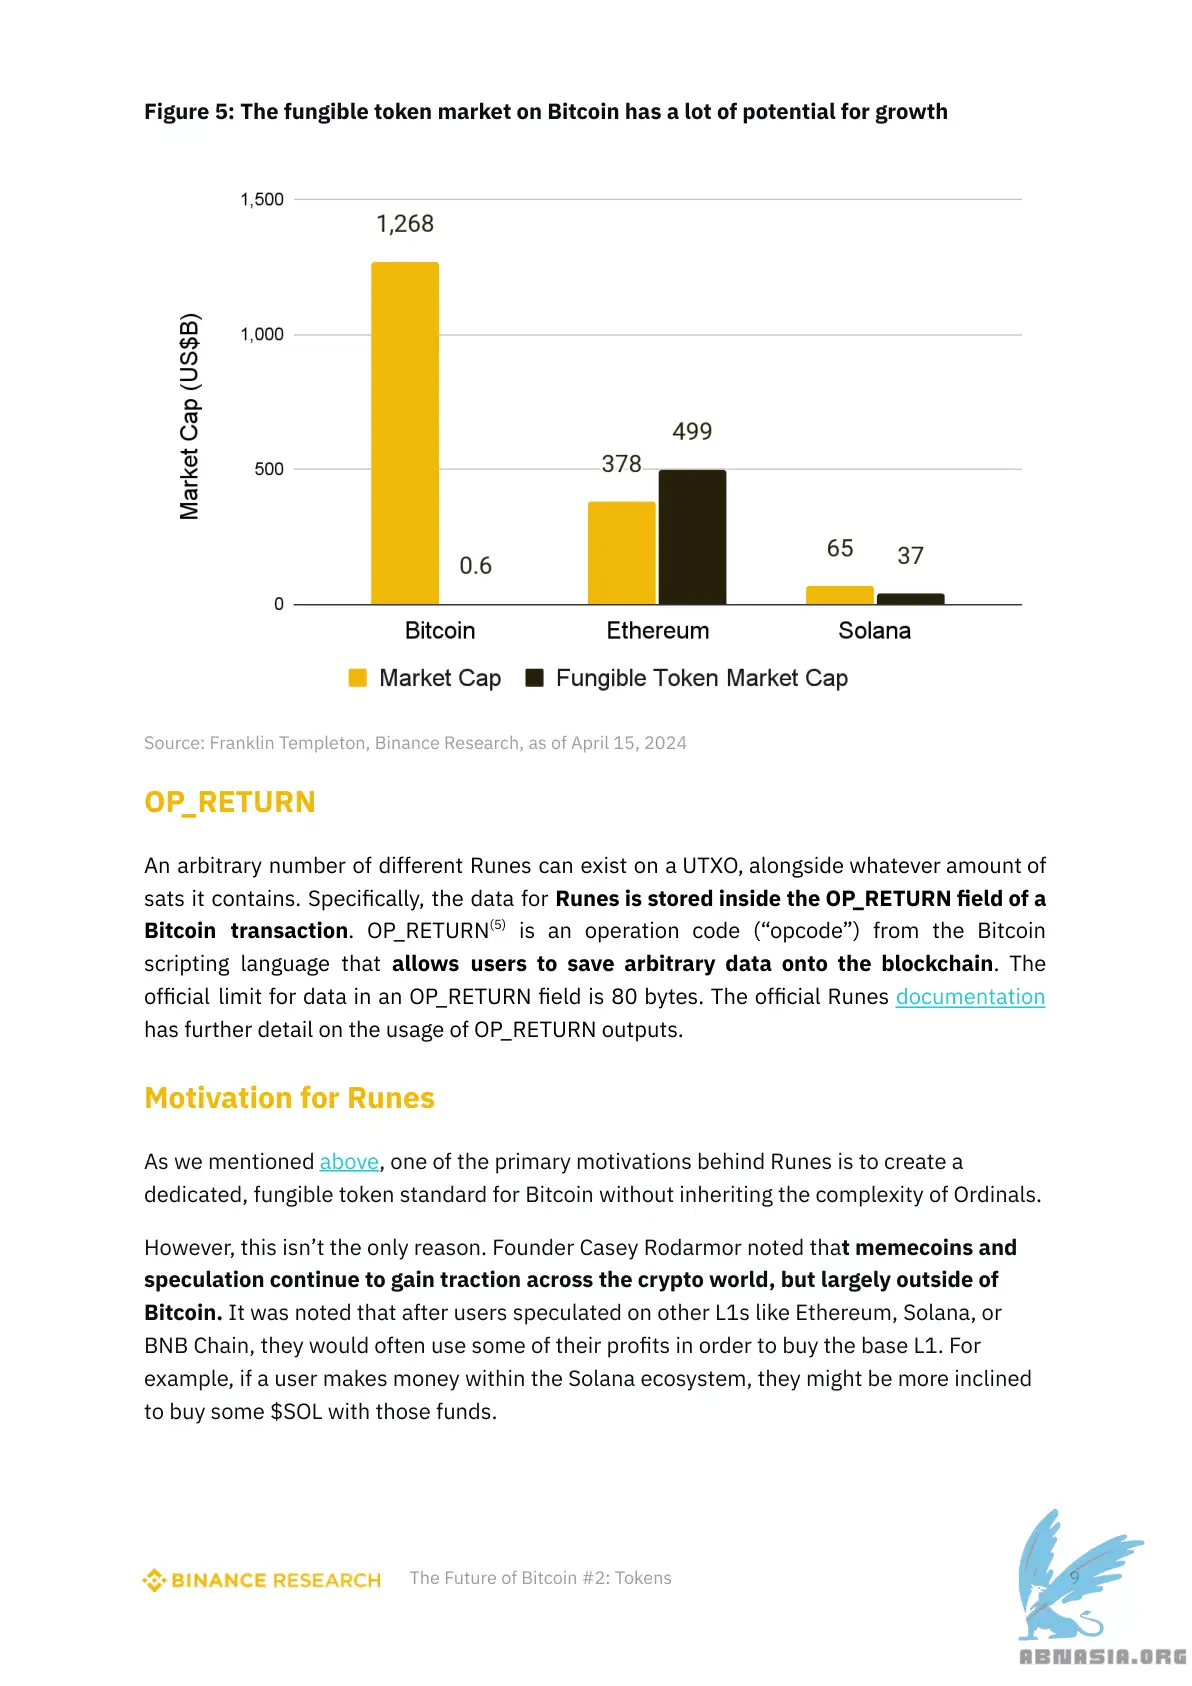 Figure 5: The fungible token market on Bitcoin has a lot of potential for growth
1,500
1,268
1,000
Market Cap (US$B)
499
500
378
65
37
0.6
0
Bitcoin
Ethereum
Solana
Market Cap
Fungible Token Market Cap
Source: Franklin Templeton, Binance Research, as of April 15, 2024
OP_RETURN
An arbitrary number of different Runes can exist on a UTXO, alongside whatever amount of
sats it contains. Specifically, the data for Runes is stored inside the OP_RETURN field of a
Bitcoin transaction. OP_RETURN(5) is an operation code (“opcode”) from the Bitcoin
scripting language that allows users to save arbitrary data onto the blockchain. The
official limit for data in an OP_RETURN field is 80 bytes. The official Runes documentation
has further detail on the usage of OP_RETURN outputs.
Motivation for Runes
As we mentioned above, one of the primary motivations behind Runes is to create a
dedicated, fungible token standard for Bitcoin without inheriting the complexity of Ordinals.
However, this isn’t the only reason. Founder Casey Rodarmor noted that memecoins and
speculation continue to gain traction across the crypto world, but largely outside of
Bitcoin. It was noted that after users speculated on other L1s like Ethereum, Solana, or
BNB Chain, they would often use some of their profits in order to buy the base L1. For
example, if a user makes money within the Solana ecosystem, they might be more inclined
to buy some $SOL with those funds.
BINANCE RESEARCH
The Future of Bitcoin #2: Tokens
9
ABNASIA.ORG